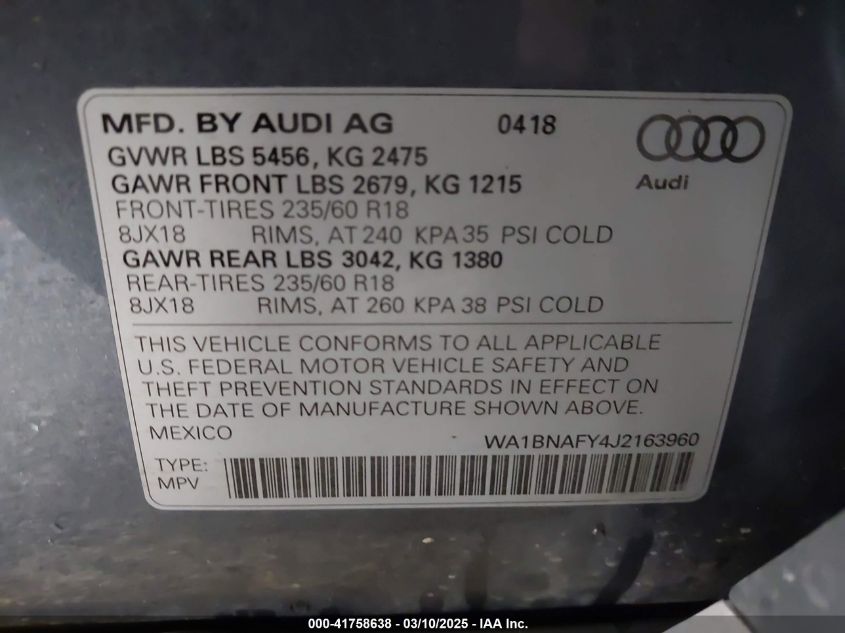 MFD. BY AUDI AG 0418
GVWR LBS 5456, KG 2475
GAWR FRONT LBS 2679, KG 1215
Audi
FRONT-TIRES 235/60 R18
8JX18 RIMS, AT 240 KPA 35 PSI COLD
GAWR REAR LBS 3042, KG 1380
REAR-TIRES 235/60 R18
8JX18 RIMS, AT 260 KPA 38 PSI COLD
THIS VEHICLE CONFORMS TO ALL APPLICABLE
U.S. FEDERAL MOTOR VEHICLE SAFETY AND
THEFT PREVENTION STANDARDS IN EFFECT ON
THE DATE OF MANUFACTURE SHOWN ABOVE.
MEXICO WA1BNAFY4J2163960
TYPE:
MPV
000-41758638 - 03/10/2025 - IAA Inc.